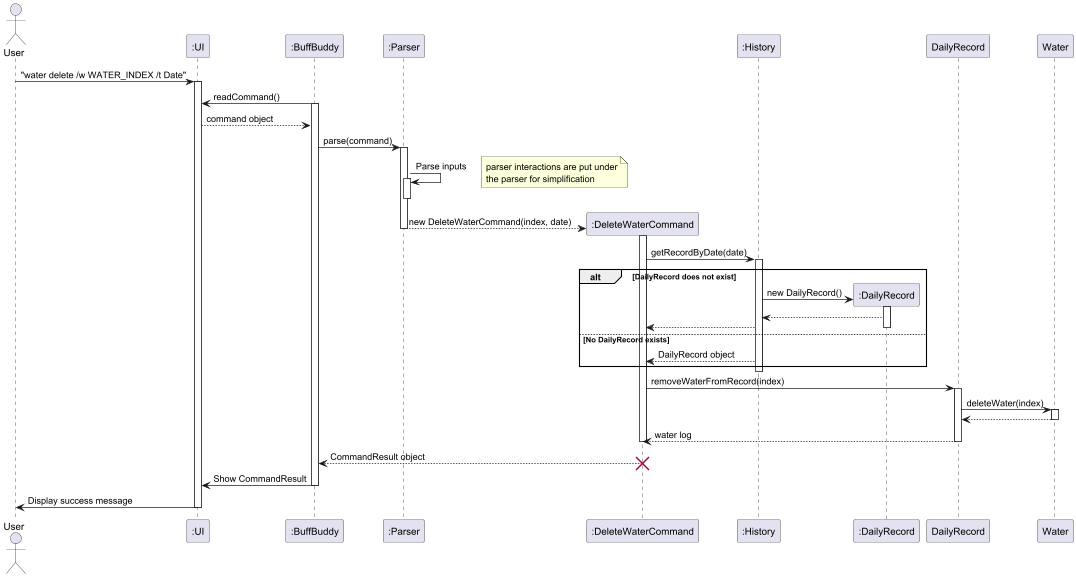 User
:UI
:BuffBuddy
:Parser
:History
DailyRecord
Water
"water delete /w WATER_INDEX /t Date"
readCommand()
command object
parse(command)
Parse inputs
parser interactions are put under
the parser for simplification
new DeleteWaterCommand(index, date)
:DeleteWaterCommand
getRecordByDate(date)
alt
[DailyRecord does not exist]
new DailyRecord()
:DailyRecord
[No DailyRecord exists]
DailyRecord object
removeWaterFromRecord(index)
deleteWater(index)
water log
CommandResult object
Show CommandResult
Display success message
User
:UI
:BuffBuddy
:Parser
:DeleteWaterCommand
:History
:DailyRecord
DailyRecord
Water